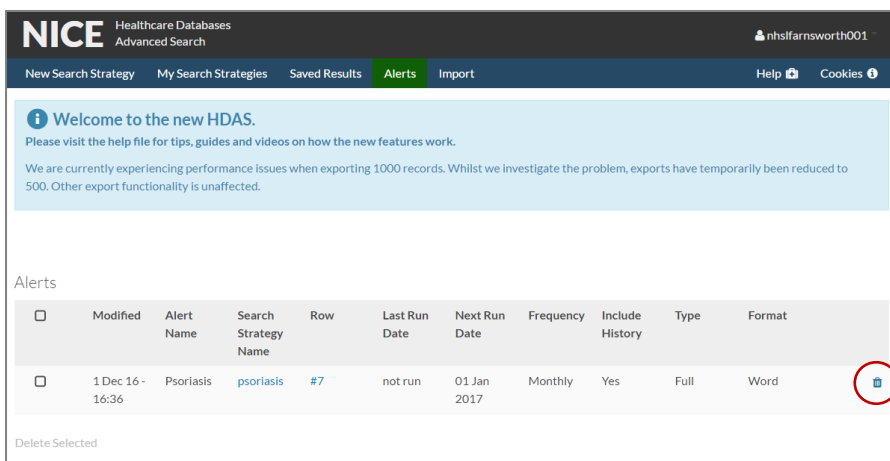 NICE Healthcare Databases
Advanced Search
nhslfarnsworth001
New Search Strategy My Search Strategies Saved Results Alerts Import Help Cookies
Welcome to the new HDAS.
Please visit the help file for tips, guides and videos on how the new features work.
We are currently experiencing performance issues when exporting 1000 records. Whilst we investigate the problem, exports have temporarily been reduced to
500. Other export functionality is unaffected.
Alerts
Modified Alert Name Search Strategy Name Row Last Run Date Next Run Date Frequency Include History Type Format
1 Dec 16 - 16:36 Psoriasis psoriasis #7 not run 01 Jan 2017 Monthly Yes Full Word
Delete Selected